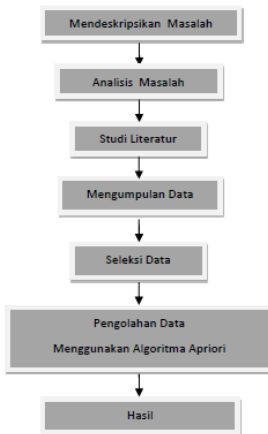 Mendeskripsikan Masalah
Analisis Masalah
Studi Literatur
Mengumpulan Data
Seleksi Data
Pengolahan Data
Menggunakan Algoritma Apriori
Hasil